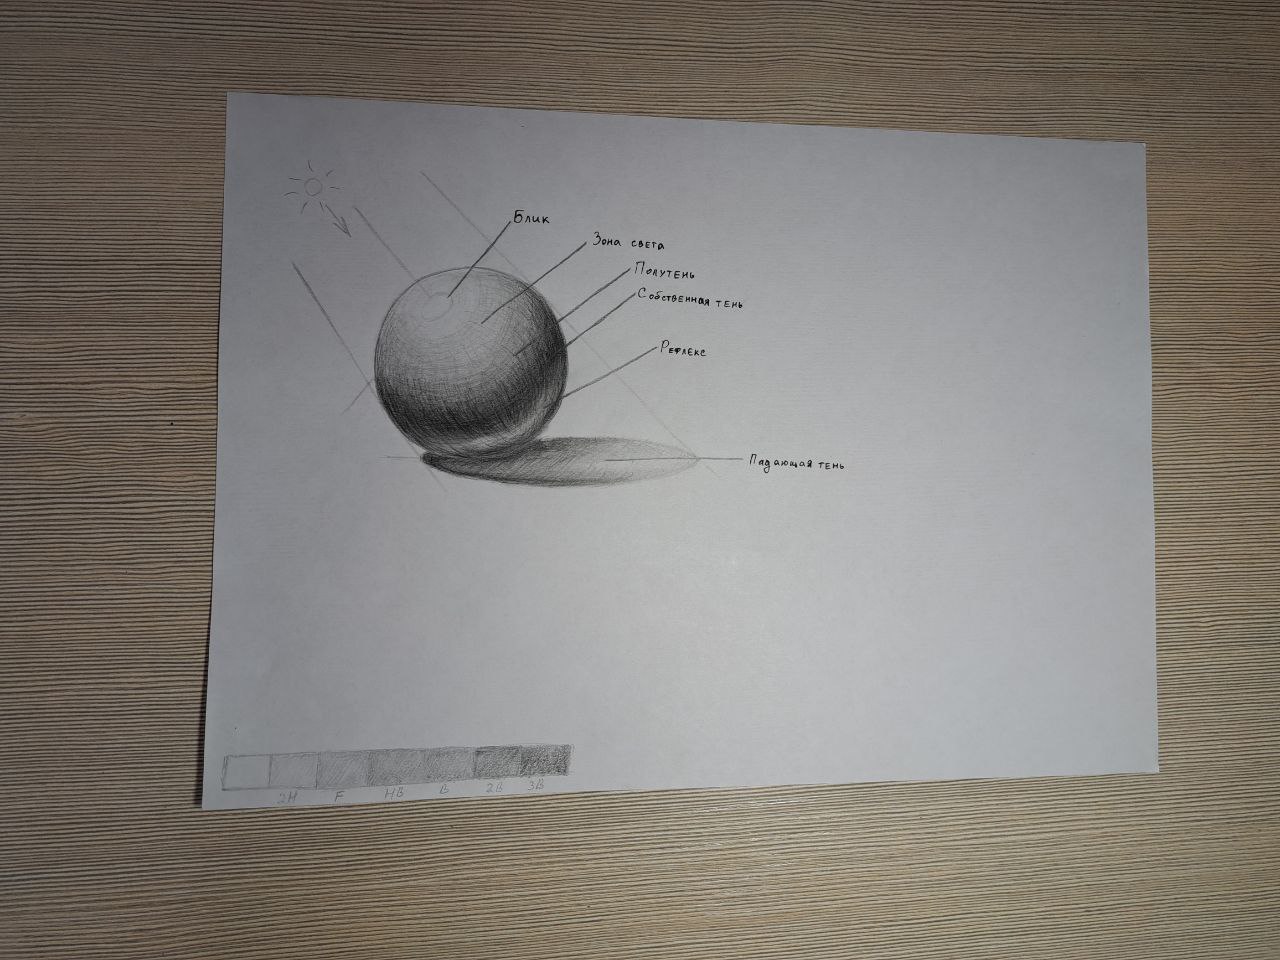 Блик
Зона света
Полутень
Собственная тень
Рефлекс
Падающая тень
2H F HB B 2B 3B